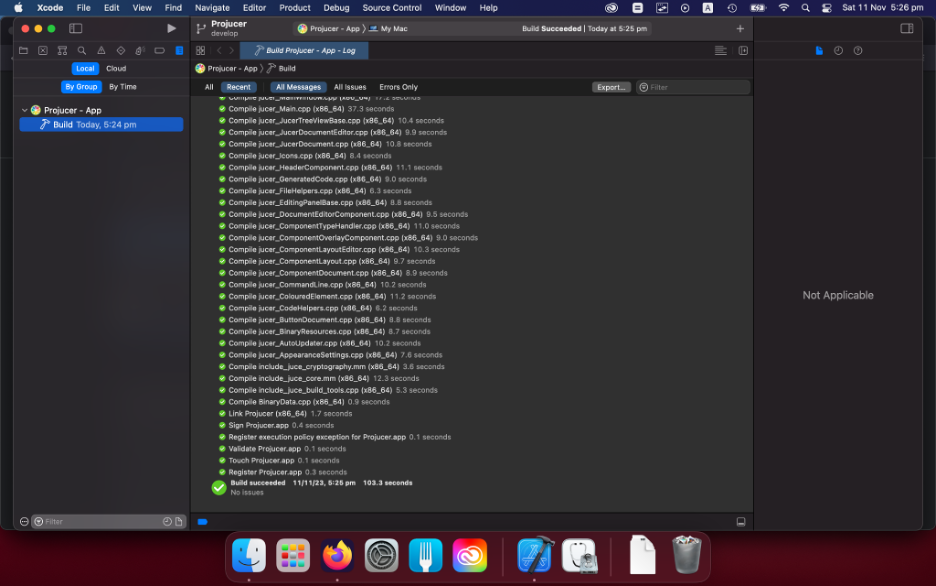 Xcode File Edit View Find Navigate Editor Product Debug Source Control Window Help A Sat 11 Nov 5:26 pm
Projucer
develop
Projucer - App 〉 My Mac
Build Succeeded | Today at 5:25 pm
Build Projucer - App - Log
Local Cloud
Projucer - App 〉 Build
By Group By Time
All Recent All Messages All Issues Errors Only Export... Filter
Projucer - App
Build Today, 5:24 pm
Compile jucer_MainWindow.cpp (x86_64) 17.2 seconds
Compile jucer_Main.cpp (x86_64) 37.3 seconds
Compile jucer_JucerTreeViewBase.cpp (x86_64) 10.4 seconds
Compile jucer_JucerDocumentEditor.cpp (x86_64) 9.9 seconds
Compile jucer_JucerDocument.cpp (x86_64) 10.8 seconds
Compile jucer_Icons.cpp (x86_64) 8.4 seconds
Compile jucer_HeaderComponent.cpp (x86_64) 11.1 seconds
Compile jucer_GeneratedCode.cpp (x86_64) 9.0 seconds
Compile jucer_FileHelpers.cpp (x86_64) 6.3 seconds
Compile jucer_EditingPanelBase.cpp (x86_64) 8.8 seconds
Compile jucer_DocumentEditorComponent.cpp (x86_64) 9.5 seconds
Compile jucer_ComponentTypeHandler.cpp (x86_64) 11.0 seconds
Compile jucer_ComponentOverlayComponent.cpp (x86_64) 9.0 seconds
Compile jucer_ComponentLayoutEditor.cpp (x86_64) 10.3 seconds
Compile jucer_ComponentLayout.cpp (x86_64) 9.7 seconds
Compile jucer_ComponentDocument.cpp (x86_64) 8.9 seconds
Compile jucer_CommandLine.cpp (x86_64) 10.2 seconds
Compile jucer_ColouredElement.cpp (x86_64) 11.2 seconds
Compile jucer_CodeHelpers.cpp (x86_64) 6.2 seconds
Compile jucer_ButtonDocument.cpp (x86_64) 8.8 seconds
Compile jucer_BinaryResources.cpp (x86_64) 8.7 seconds
Compile jucer_AutoUpdater.cpp (x86_64) 10.2 seconds
Compile jucer_AppearanceSettings.cpp (x86_64) 7.6 seconds
Compile include_juce_cryptography.mm (x86_64) 3.6 seconds
Compile include_juce_core.mm (x86_64) 12.3 seconds
Compile include_juce_build_tools.cpp (x86_64) 5.3 seconds
Compile BinaryData.cpp (x86_64) 0.9 seconds
Link Projucer (x86_64) 1.7 seconds
Sign Projucer.app 0.4 seconds
Register execution policy exception for Projucer.app 0.1 seconds
Validate Projucer.app 0.1 seconds
Touch Projucer.app 0.1 seconds
Register Projucer.app 0.3 seconds
Build succeeded 11/11/23, 5:25 pm 103.3 seconds
No issues
Not Applicable
Filter